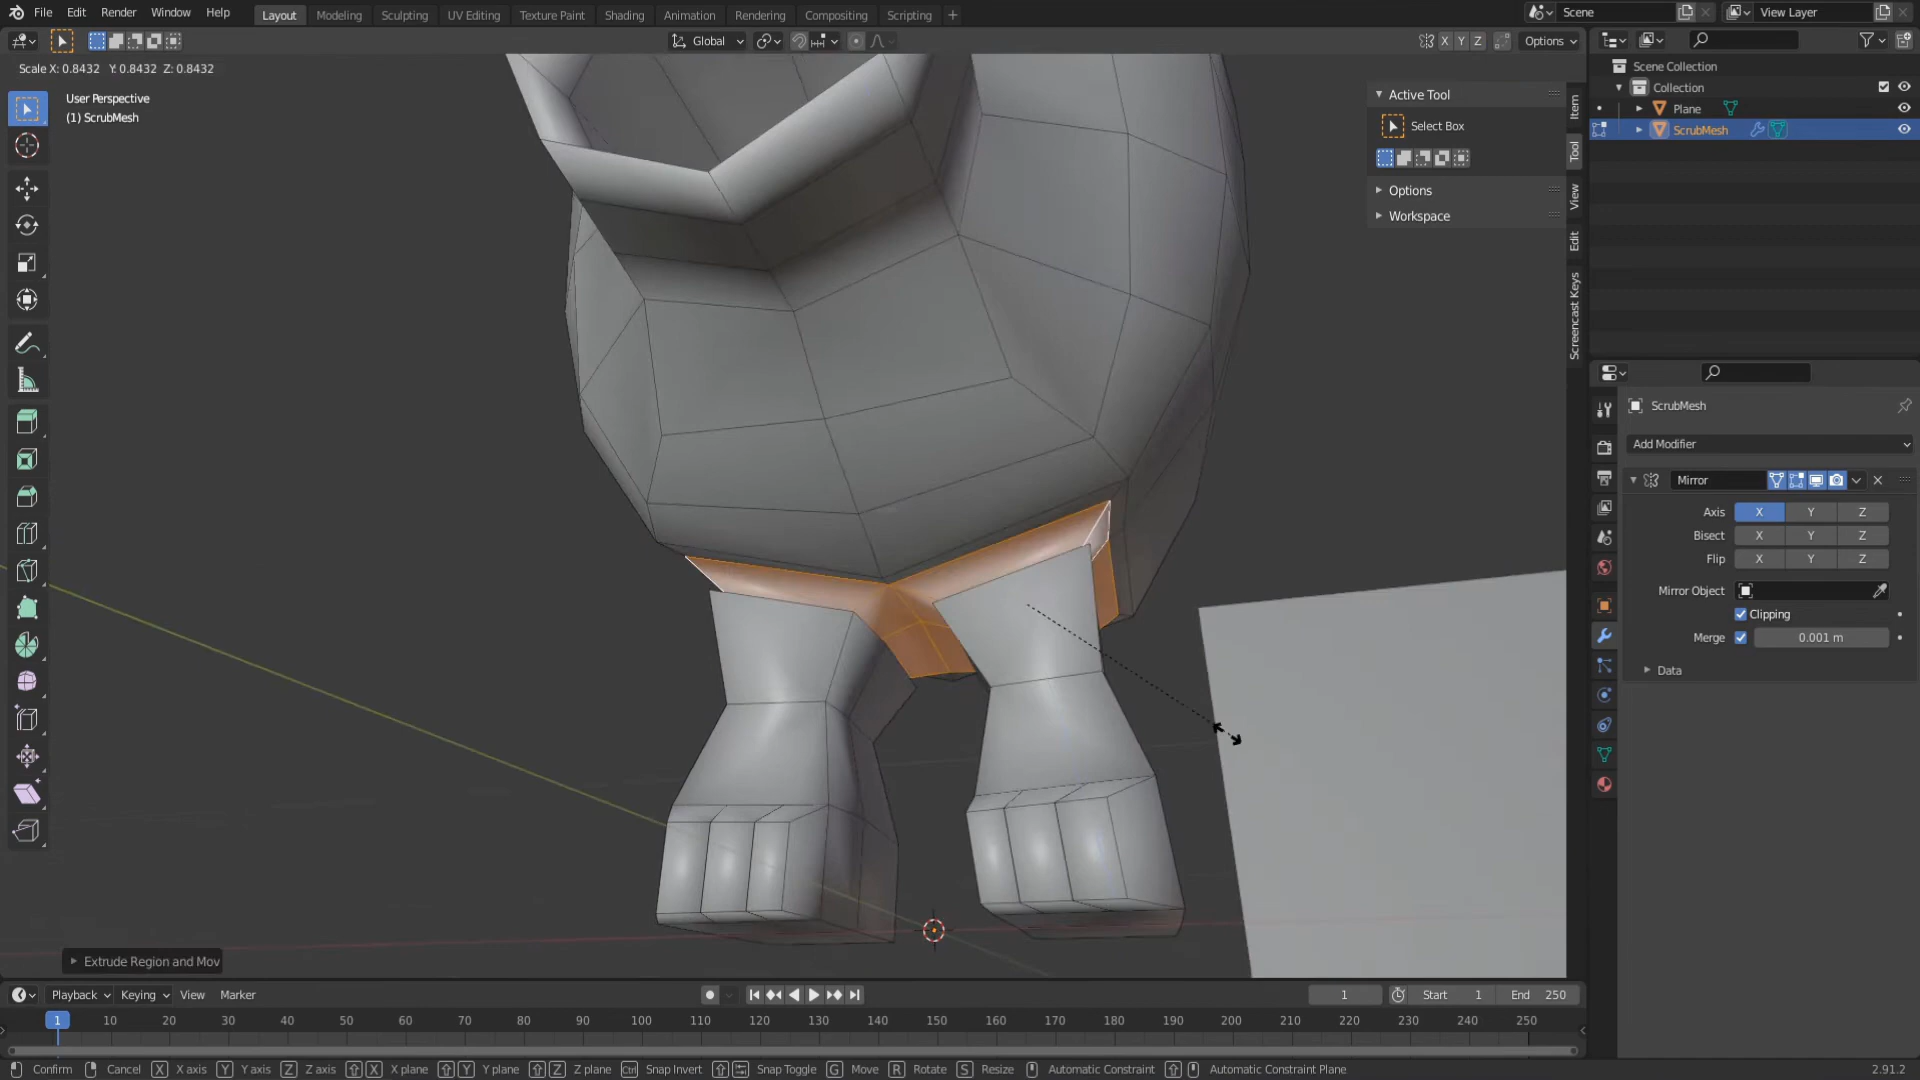 File Edit Render Window Help Layout Modeling Sculpting UV Editing Texture Paint Shading Animation Rendering Compositing Scripting + Scene View Layer
Global X Y Z Options
Scale X: 0.8432 Y: 0.8432 Z: 0.8432
User Perspective
(1) ScrubMesh
Active Tool
Select Box
Options
Workspace
Item
Tool
View
Edit
Screencast Keys
Scene Collection
Collection
Plane
ScrubMesh
ScrubMesh
Add Modifier
Mirror
Axis X Y Z
Bisect X Y Z
Flip X Y Z
Mirror Object
Clipping
Merge 0.001 m
Data
Extrude Region and Mov
Playback Keying View Marker 1 Start 1 End 250
1 10 20 30 40 50 60 70 80 90 100 110 120 130 140 150 160 170 180 190 200 210 220 230 240 250
Confirm Cancel X X axis Y Y axis Z Z axis X X plane Y Y plane Z Z plane Ctrl Snap Invert Snap Toggle G Move R Rotate S Resize Automatic Constraint Automatic Constraint Plane 2.91.2